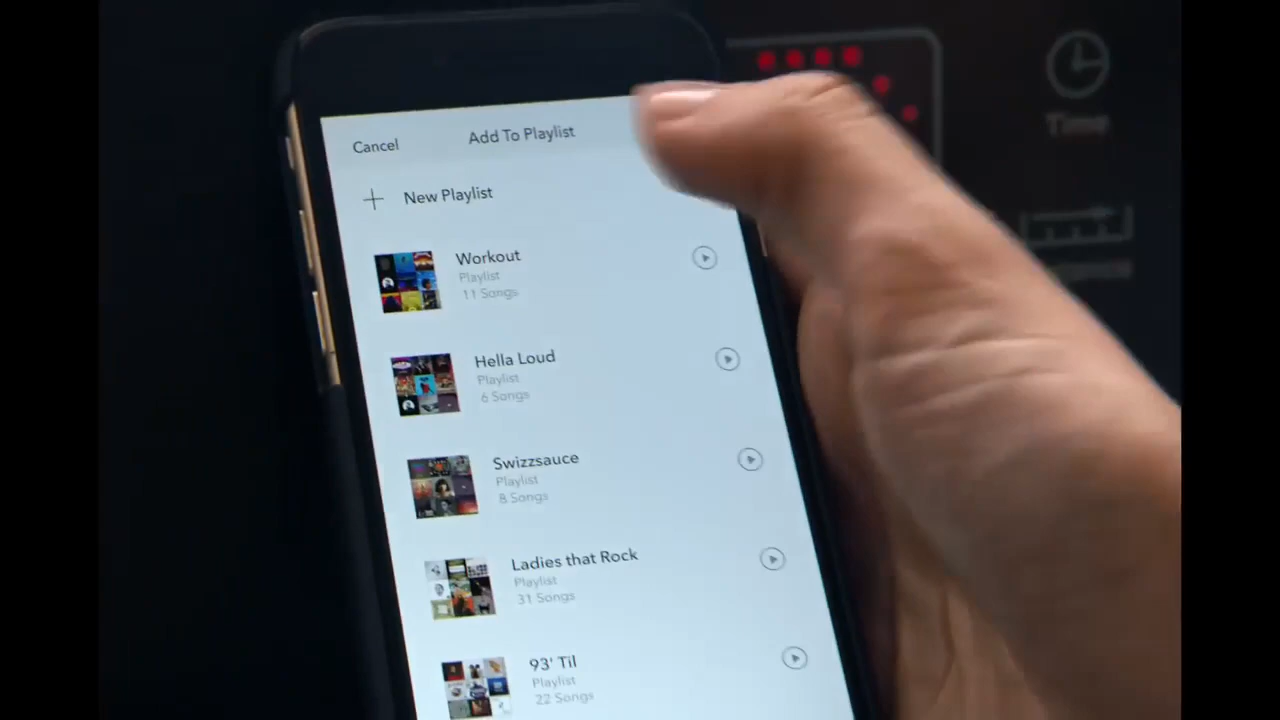 Cancel
Add To Playlist
New Playlist
Workout
Playlist
11 Songs
Hella Loud
Playlist
6 Songs
Swizzsauce
Playlist
8 Songs
Ladies that Rock
Playlist
31 Songs
93' Til
Playlist
22 Songs
Time